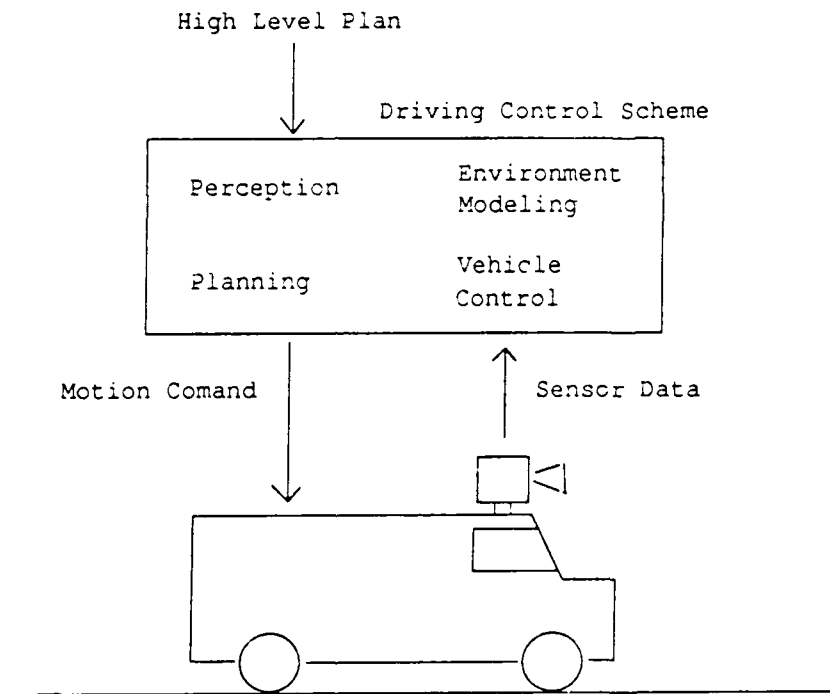 High Level Plan
Driving Control Scheme
Perception
Environment
Modeling
Planning
Vehicle
Control
Motion Comand
Sensor Data